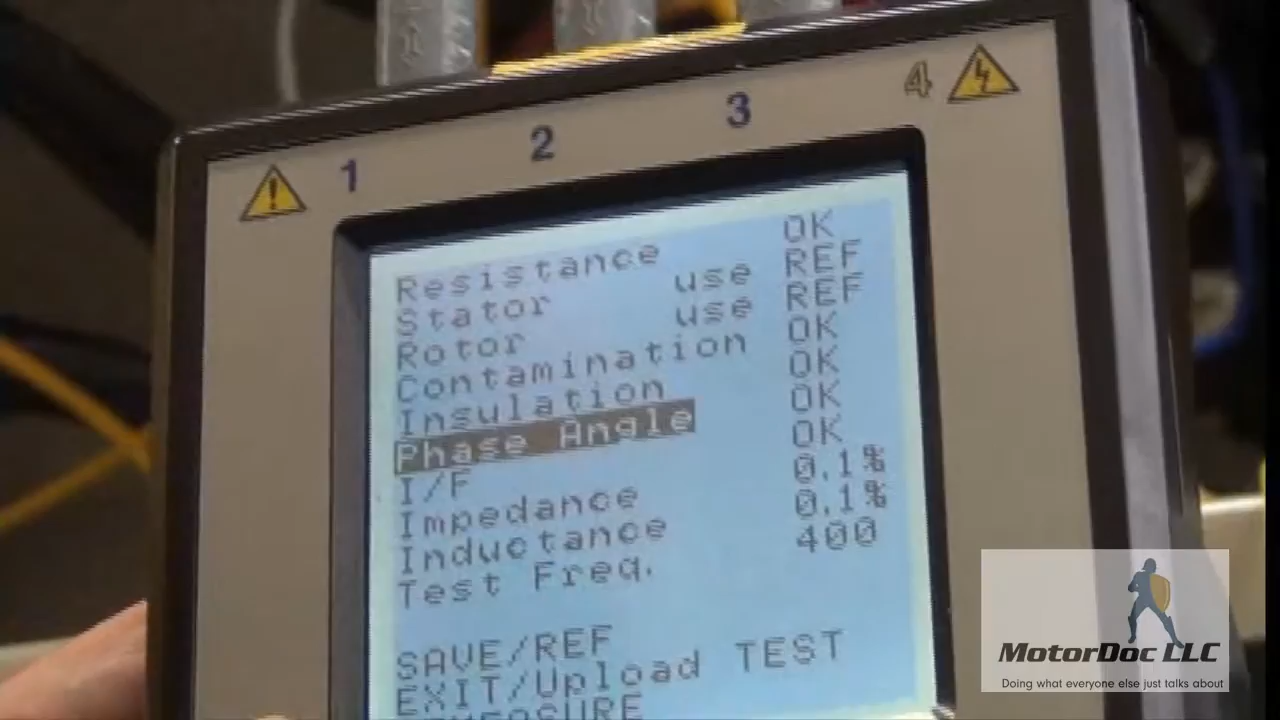 1 2 3 4
Resistance OK
Stator use REF
Rotor use REF
Contamination OK
Insulation OK
Phase Angle OK
I/F OK
Impedance 0.1%
Inductance 0.1%
Test Freq. 400
SAVE/REF
EXIT/Upload TEST
MotorDoc LLC
Doing what everyone else just talks about